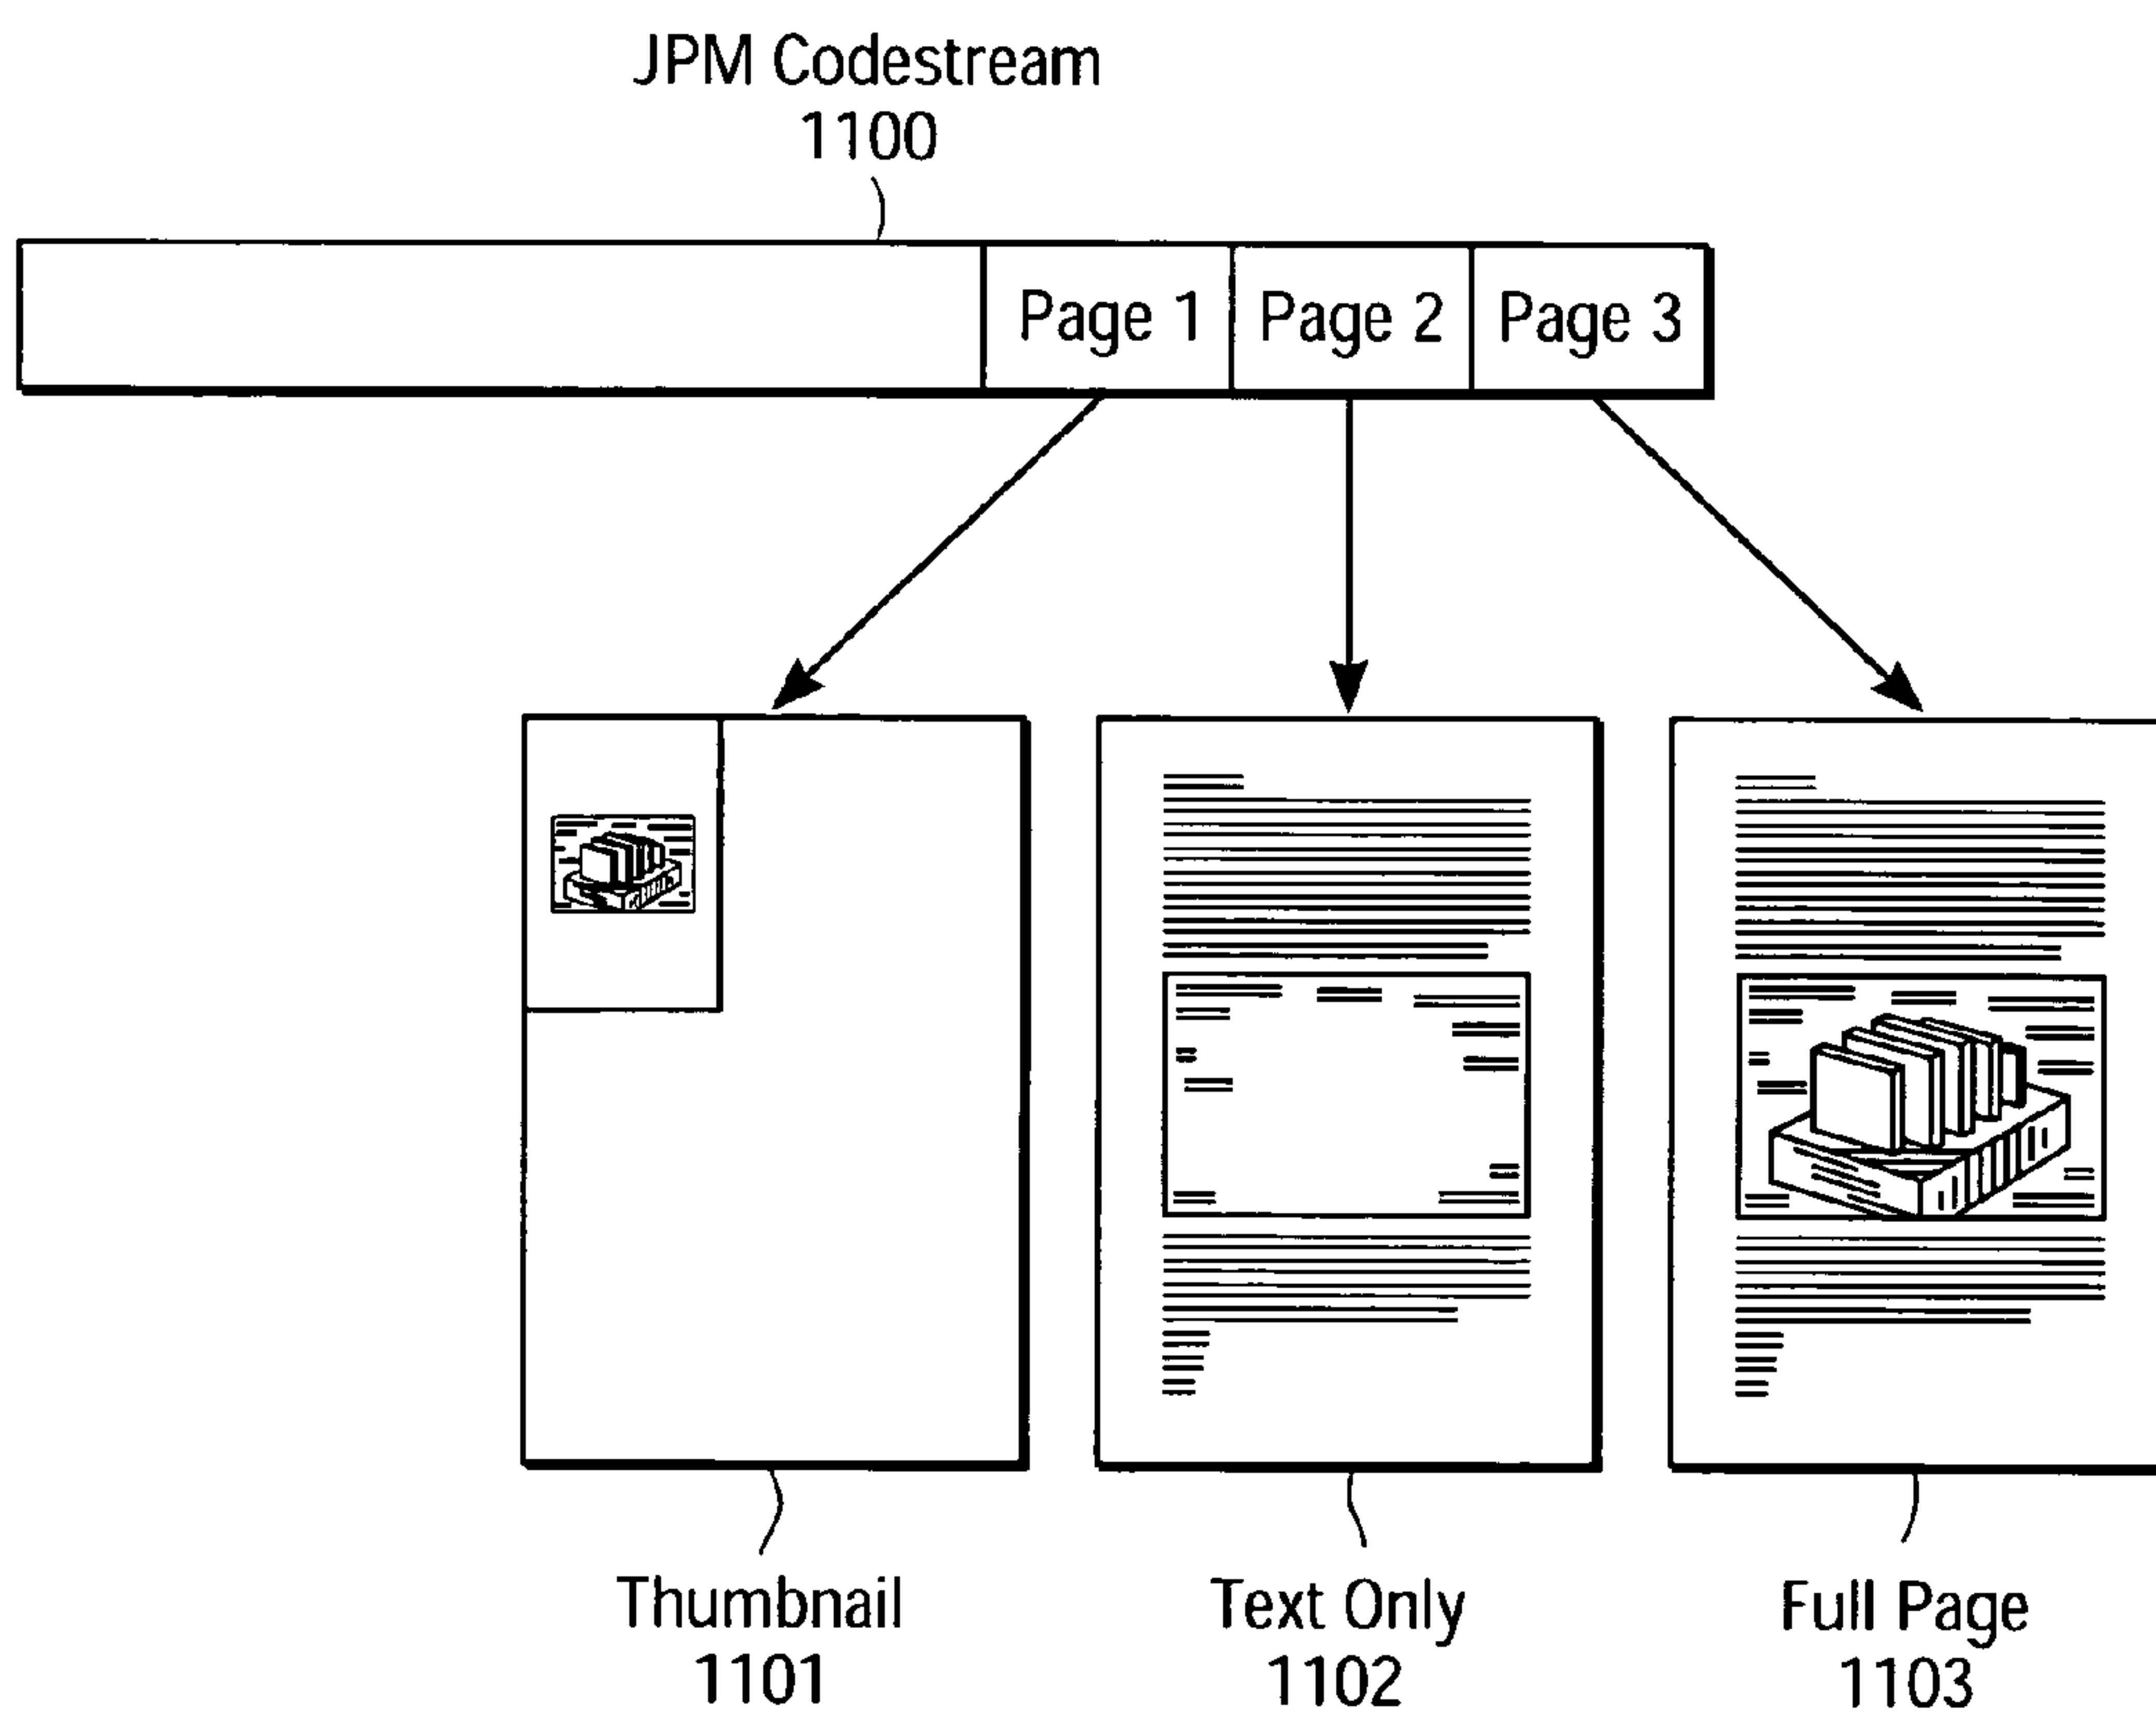 JPM Codestream
1100
Page 1 Page 2 Page 3
Thumbnail
1101
Text Only
1102
Full Page
1103